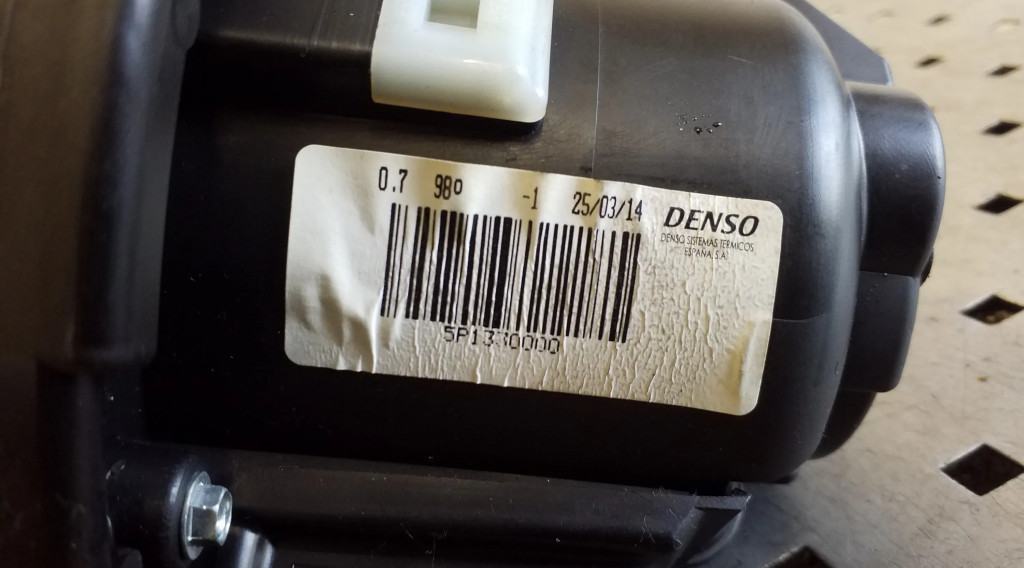 0.7 98º -1 25/03/14
DENSO
DENSO SISTEMAS TERMICOS
ESPAÑA, S.A.
5P1330000